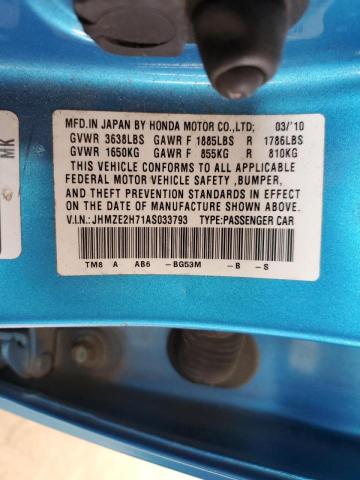 MFD.IN JAPAN BY HONDA MOTOR CO.,LTD: 03/'10
GVWR 3638LBS GAWR F 1885LBS R 1786LBS
GVWR 1650KG GAWR F 855KG R 810KG
THIS VEHICLE CONFORMS TO ALL APPLICABLE
FEDERAL MOTOR VEHICLE SAFETY ,BUMPER,
AND THEFT PREVENTION STANDARDS IN
EFFECT ON THE DATE OF MANUFACTURE SHOWN
ABOVE.
V.I.N.: JHMZE2H71AS033793 TYPE:PASSENGER CAR
TM8 A AB6 -BG53M -B -S
MK